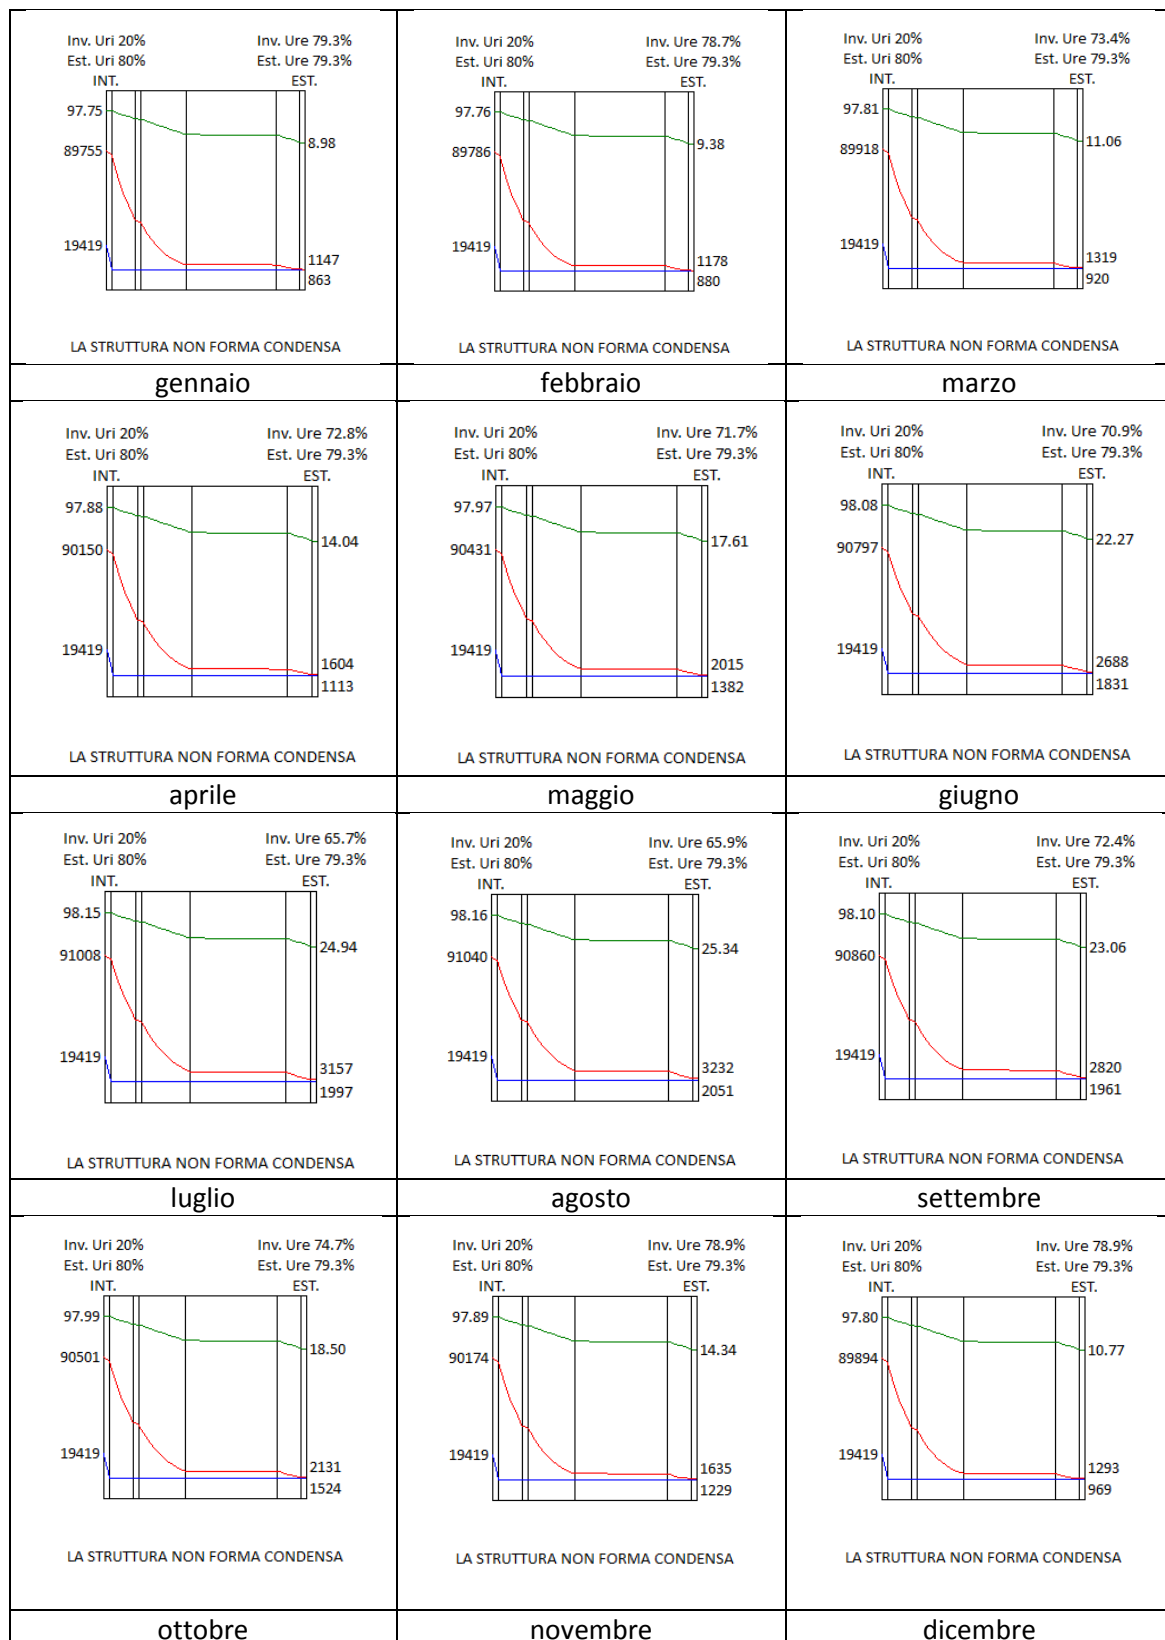 Inv. Uri 20% Inv. Ure 79.3%
Est. Uri 80% Est. Ure 79.3%
INT. EST.
97.75
8.98
89755
19419
1147
863
LA STRUTTURA NON FORMA CONDENSA
gennaio
Inv. Uri 20% Inv. Ure 78.7%
Est. Uri 80% Est. Ure 79.3%
INT. EST.
97.76
9.38
89786
19419
1178
880
LA STRUTTURA NON FORMA CONDENSA
febbraio
Inv. Uri 20% Inv. Ure 73.4%
Est. Uri 80% Est. Ure 79.3%
INT. EST.
97.81
11.06
89918
19419
1319
920
LA STRUTTURA NON FORMA CONDENSA
marzo
Inv. Uri 20% Inv. Ure 72.8%
Est. Uri 80% Est. Ure 79.3%
INT. EST.
97.88
14.04
90150
19419
1604
1113
LA STRUTTURA NON FORMA CONDENSA
aprile
Inv. Uri 20% Inv. Ure 71.7%
Est. Uri 80% Est. Ure 79.3%
INT. EST.
97.97
17.61
90431
19419
2015
1382
LA STRUTTURA NON FORMA CONDENSA
maggio
Inv. Uri 20% Inv. Ure 70.9%
Est. Uri 80% Est. Ure 79.3%
INT. EST.
98.08
22.27
90797
19419
2688
1831
LA STRUTTURA NON FORMA CONDENSA
giugno
Inv. Uri 20% Inv. Ure 65.7%
Est. Uri 80% Est. Ure 79.3%
INT. EST.
98.15
24.94
91008
19419
3157
1997
LA STRUTTURA NON FORMA CONDENSA
luglio
Inv. Uri 20% Inv. Ure 65.9%
Est. Uri 80% Est. Ure 79.3%
INT. EST.
98.16
25.34
91040
19419
3232
2051
LA STRUTTURA NON FORMA CONDENSA
agosto
Inv. Uri 20% Inv. Ure 72.4%
Est. Uri 80% Est. Ure 79.3%
INT. EST.
98.10
23.06
90860
19419
2820
1961
LA STRUTTURA NON FORMA CONDENSA
settembre
Inv. Uri 20% Inv. Ure 74.7%
Est. Uri 80% Est. Ure 79.3%
INT. EST.
97.99
18.50
90501
19419
2131
1524
LA STRUTTURA NON FORMA CONDENSA
ottobre
Inv. Uri 20% Inv. Ure 78.9%
Est. Uri 80% Est. Ure 79.3%
INT. EST.
97.89
14.34
90174
19419
1635
1229
LA STRUTTURA NON FORMA CONDENSA
novembre
Inv. Uri 20% Inv. Ure 78.9%
Est. Uri 80% Est. Ure 79.3%
INT. EST.
97.80
10.77
89894
19419
1293
969
LA STRUTTURA NON FORMA CONDENSA
dicembre